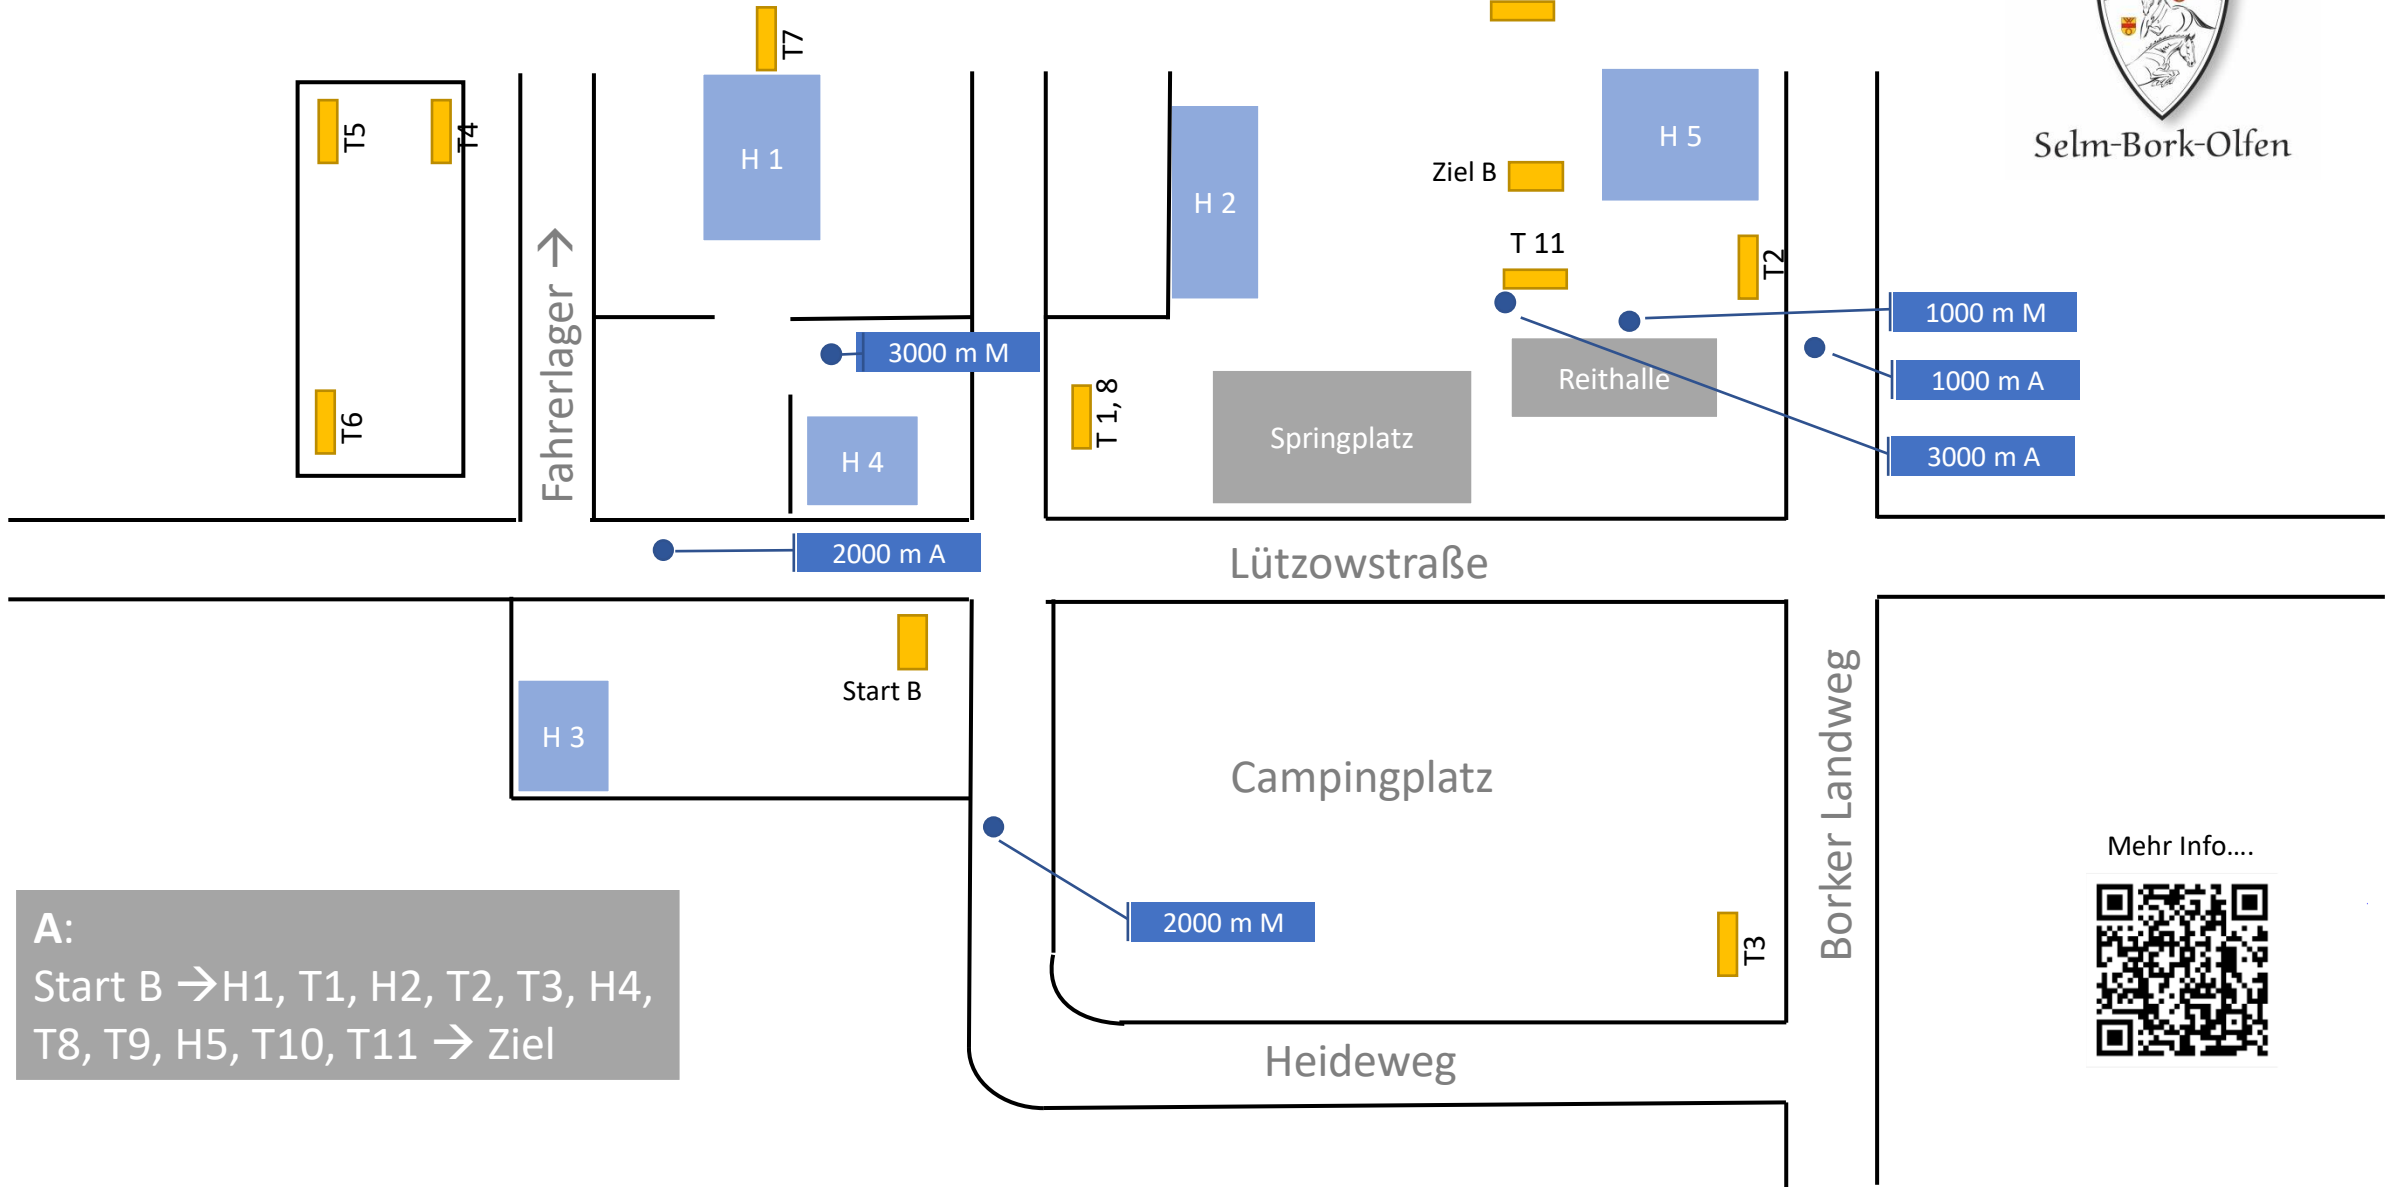 T7
Selm-Bork-Olfen
T5
T4
H 1
H 2
H 5
Ziel B
T 11
T2
Fahrerlager →
1000 m M
3000 m M
1000 m A
Reithalle
T6
T 1, 8
Springplatz
H 4
3000 m A
2000 m A
Lützowstraße
Start B
H 3
Campingplatz
Borker Landweg
Mehr Info....
2000 m M
T3
A:
Start B →H1, T1, H2, T2, T3, H4,
T8, T9, H5, T10, T11 → Ziel
Heideweg